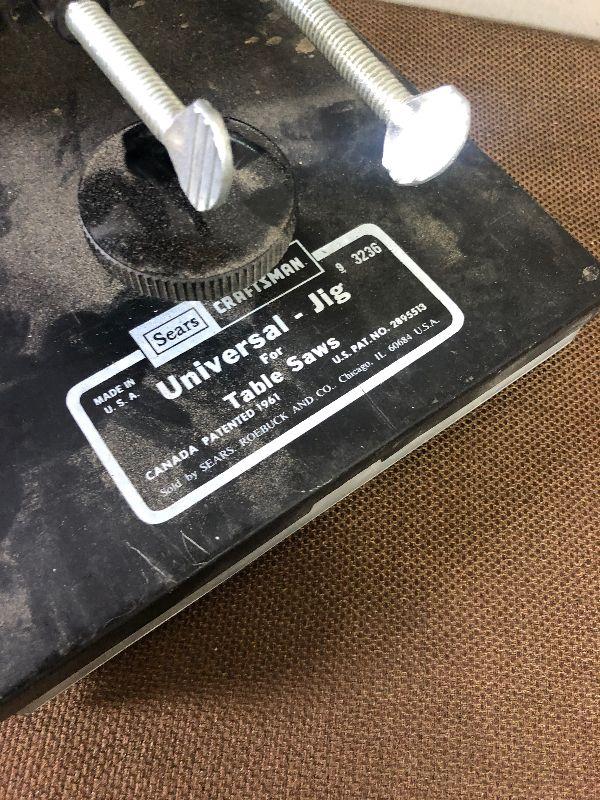 Sears CRAFTSMAN
MADE IN
U.S.A.
9 3236
Universal - Jig
For
Table Saws
CANADA PATENTED 1961
U.S. PAT. NO. 2895513
Sold by SEARS, ROEBUCK AND CO. Chicago, IL 60684 U.S.A.